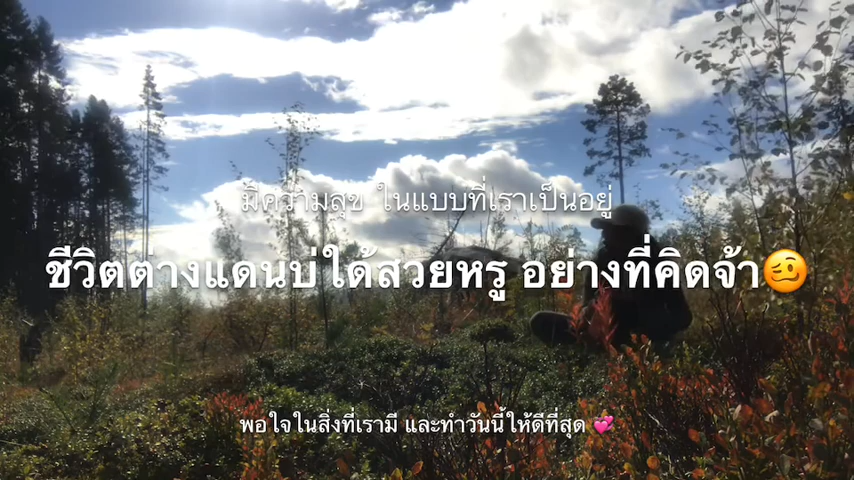 มีความสุข ในแบบที่เราเป็นอยู่
ชีวิตตางแดนบ่ได้สวยหรู อย่างที่คิดจ้า🥴
พอใจในสิ่งที่เรามี และทำวันนี้ให้ดีที่สุด 💞